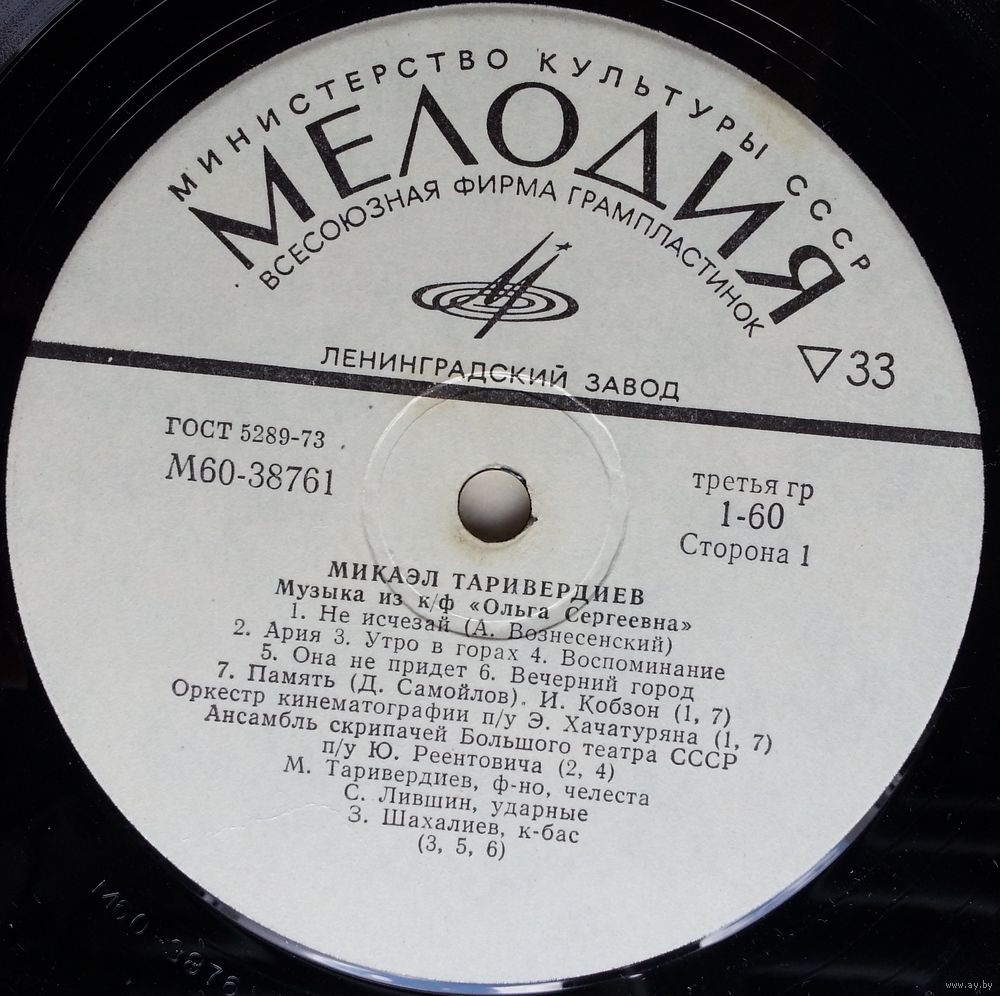 МИНИСТЕРСТВО КУЛЬТУРЫ СССР
МЕЛОДИЯ
ВСЕСОЮЗНАЯ ФИРМА ГРАМПЛАСТИНОК
ЛЕНИНГРАДСКИЙ ЗАВОД
33
ГОСТ 5289-73
М60-38761
третья гр
1-60
Сторона 1
МИКАЭЛ ТАРИВЕРДИЕВ
Музыка из к/ф «Ольга Сергеевна»
1. Не исчезай (А. Вознесенский)
2. Ария 3. Утро в горах 4. Воспоминание
5. Она не придет 6. Вечерний город
7. Память (Д. Самойлов). И. Кобзон (1, 7)
Оркестр кинематографии п/у Э. Хачатуряна (1, 7)
Ансамбль скрипачей Большого театра СССР
п/у Ю. Реентовича (2, 4)
М. Таривердиев, ф-но, челеста
С. Лившин, ударные
З. Шахалиев, к-бас
(3, 5, 6)
www.ay.by